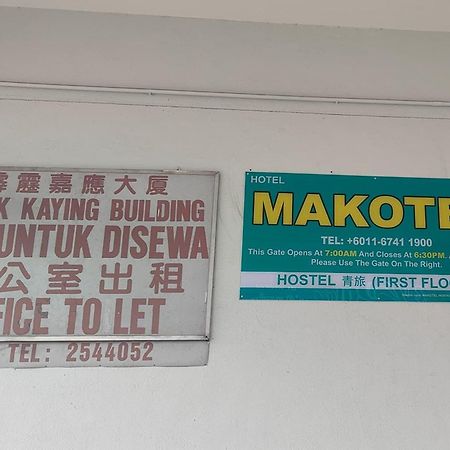 霹靂嘉應大厦
K KAYING BUILDING
UNTUK DISEWA
公室出租
FICE TO LET
TEL: 2544052
HOTEL
MAKOTE
TEL: +6011-6741 1900
This Gate Opens At 7:00AM And Closes At 6:30PM.
Please Use The Gate On The Right.
HOSTEL 青旅 (FIRST FLO